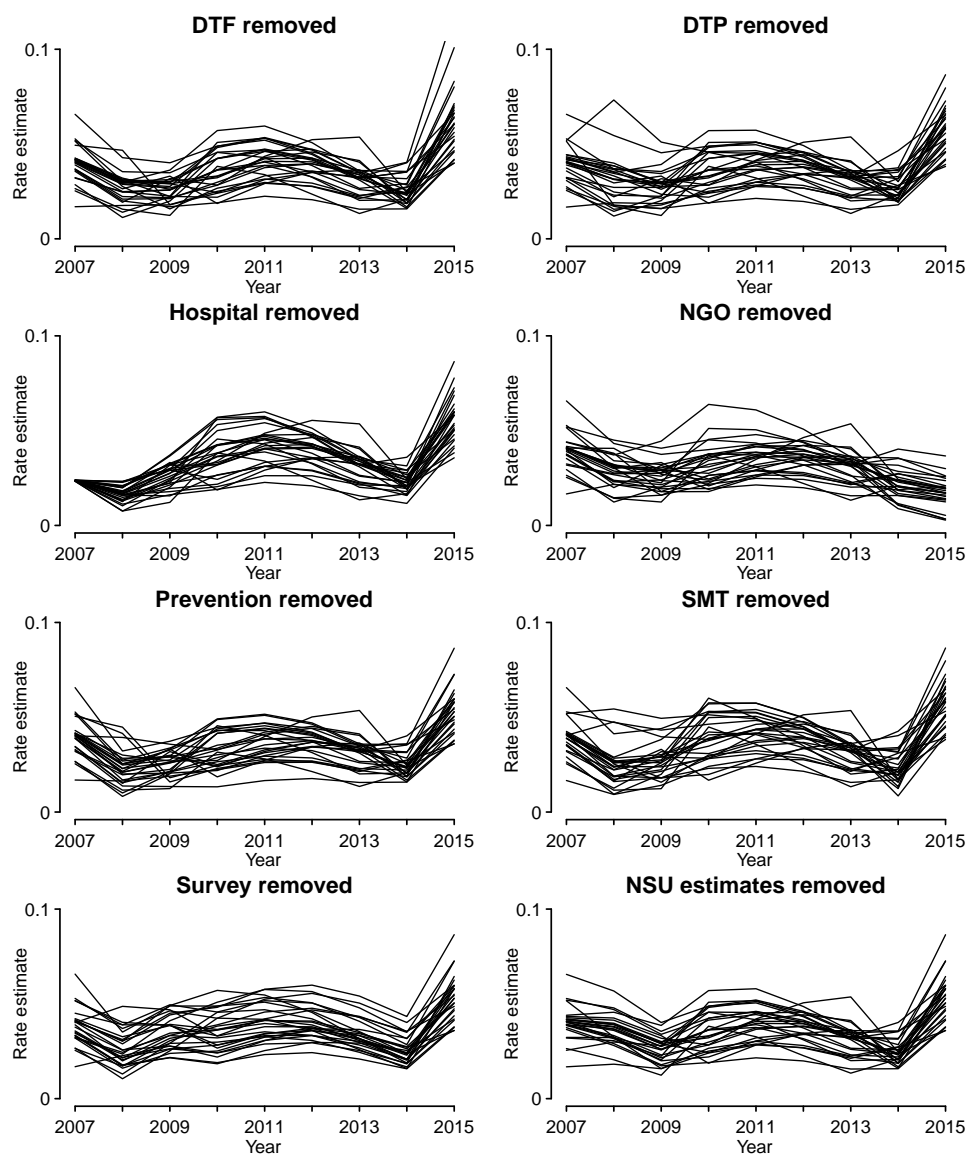 DTF removed
0.1
Rate estimate
0
2007 2009 2011 2013 2015
Year
DTP removed
0.1
Rate estimate
0
2007 2009 2011 2013 2015
Year
Hospital removed
0.1
Rate estimate
0
2007 2009 2011 2013 2015
Year
NGO removed
0.1
Rate estimate
0
2007 2009 2011 2013 2015
Year
Prevention removed
0.1
Rate estimate
0
2007 2009 2011 2013 2015
Year
SMT removed
0.1
Rate estimate
0
2007 2009 2011 2013 2015
Year
Survey removed
0.1
Rate estimate
0
2007 2009 2011 2013 2015
Year
NSU estimates removed
0.1
Rate estimate
0
2007 2009 2011 2013 2015
Year